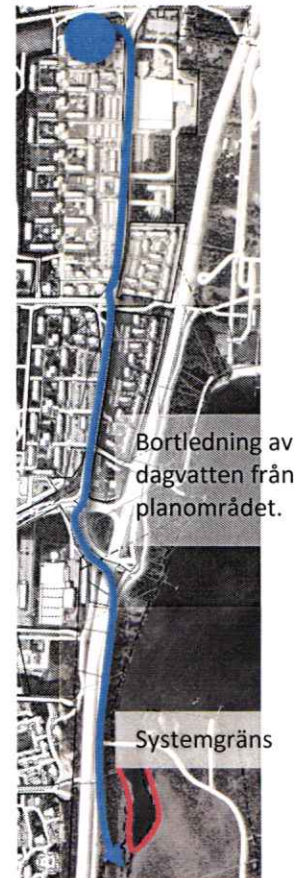 Bortledning av
dagvatten från
planområdet.
Systemgräns